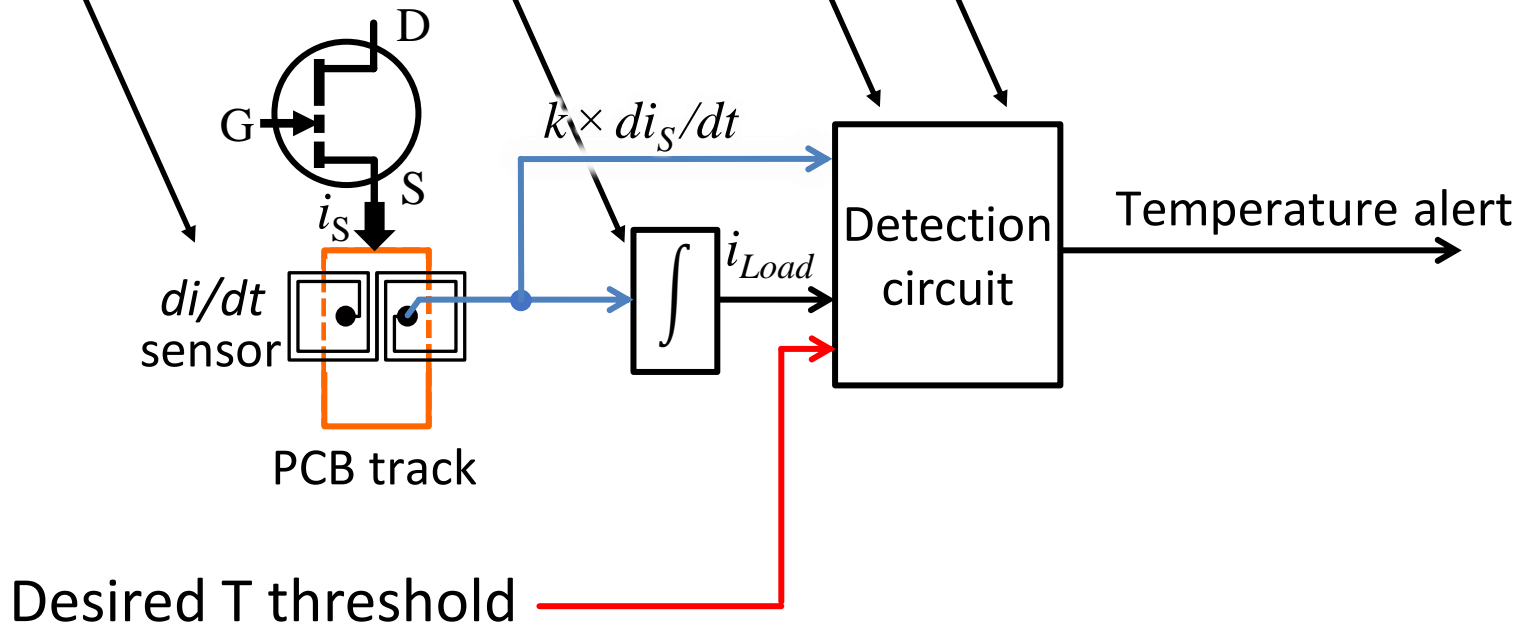 D
G
k × di_S/dt
S
i_S
Detection
circuit
Temperature alert
i_Load
∫
di/dt
sensor
PCB track
Desired T threshold